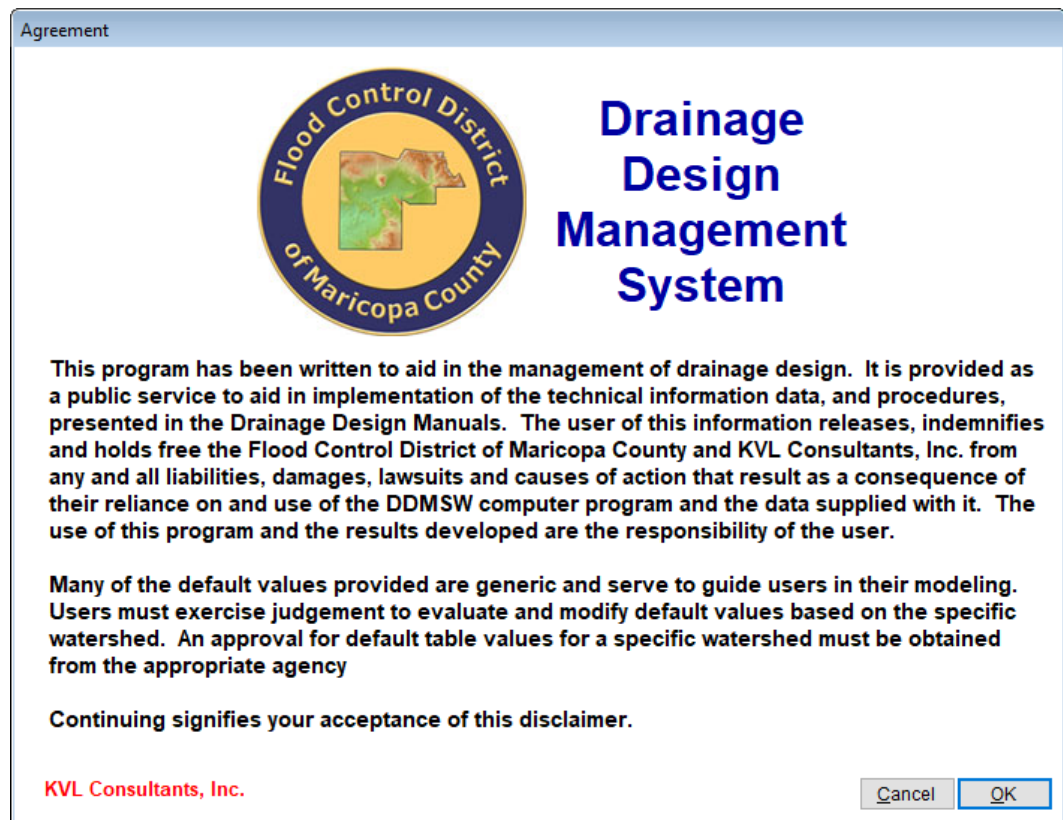 Agreement
Flood Control District
of Maricopa County
Drainage
Design
Management
System
This program has been written to aid in the management of drainage design.  It is provided as
a public service to aid in implementation of the technical information data, and procedures,
presented in the Drainage Design Manuals.  The user of this information releases, indemnifies
and holds free the Flood Control District of Maricopa County and KVL Consultants, Inc. from
any and all liabilities, damages, lawsuits and causes of action that result as a consequence of
their reliance on and use of the DDMSW computer program and the data supplied with it.  The
use of this program and the results developed are the responsibility of the user.
Many of the default values provided are generic and serve to guide users in their modeling.
Users must exercise judgement to evaluate and modify default values based on the specific
watershed.  An approval for default table values for a specific watershed must be obtained
from the appropriate agency
Continuing signifies your acceptance of this disclaimer.
KVL Consultants, Inc.
Cancel
OK